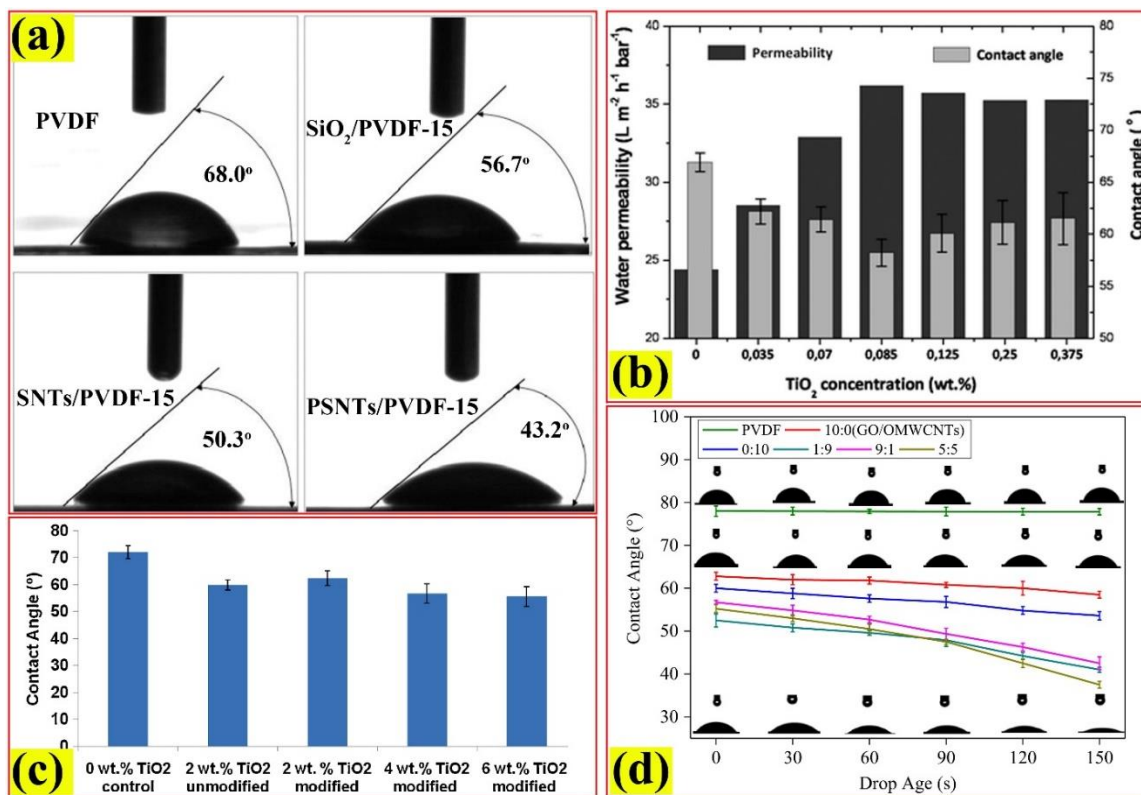 (a)
PVDF
68.0°
SiO₂/PVDF-15
56.7°
SNTs/PVDF-15
50.3°
PSNTs/PVDF-15
43.2°
(b)
Permeability
Contact angle
Water permeability (L m⁻² h⁻¹ bar⁻¹)
40
35
30
25
20
Contact angle (°)
80
75
70
65
60
55
50
0 0,035 0,07 0,085 0,125 0,25 0,375
TiO₂ concentration (wt.%)
(c)
Contact Angle (°)
80
70
60
50
40
30
20
10
0
0 wt.% TiO2 2 wt.% TiO2 2 wt.% TiO2 4 wt.% TiO2 6 wt.% TiO2
control unmodified modified modified modified
(d)
PVDF 10:0(GO/OMWCNTs)
0:10 1:9 9:1 5:5
Contact Angle (°)
100
90
80
70
60
50
40
30
0 30 60 90 120 150
Drop Age (s)